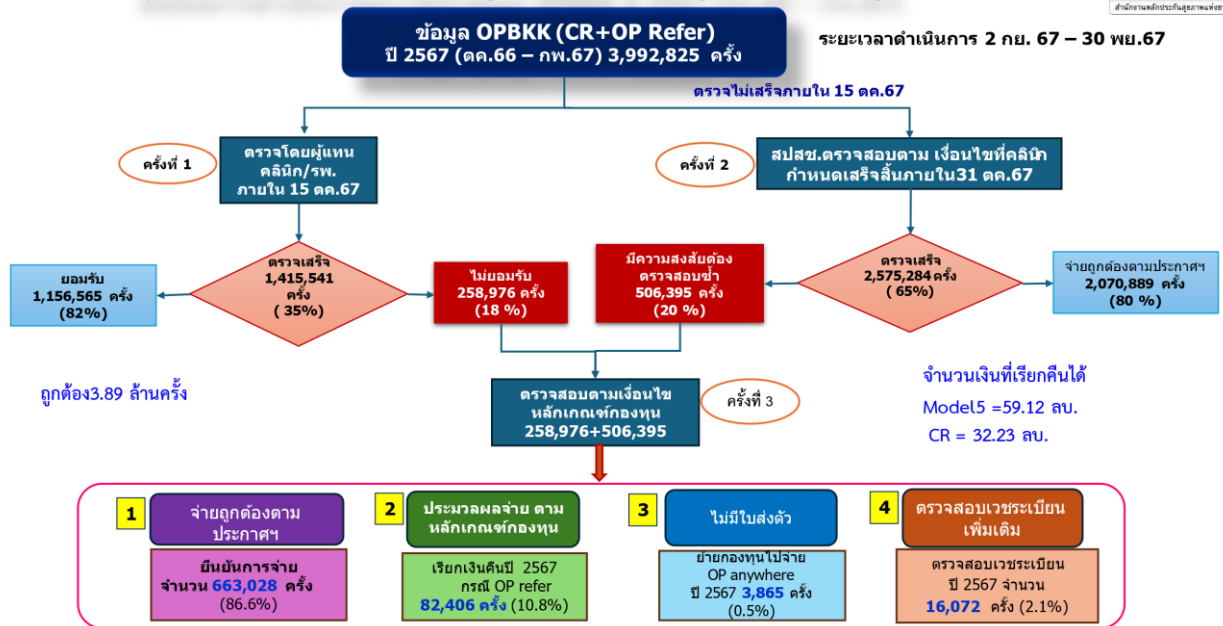 สำนักงานหลักประกันสุขภาพแห่งช
ข้อมูล OPBKK (CR+OP Refer)
ปี 2567 (ตค.66 – กพ.67) 3,992,825 ครั้ง
ระยะเวลาดำเนินการ 2 กย. 67 – 30 พย.67
ตรวจไม่เสร็จภายใน 15 ตค.67
ครั้งที่ 1
ตรวจโดยผู้แทน
คลินิก/รพ.
ภายใน 15 ตค.67
ครั้งที่ 2
สปสช.ตรวจสอบตาม เงื่อนไขที่คลินิก
กำหนดเสร็จสิ้นภายใน31 ตค.67
ยอมรับ
1,156,565 ครั้ง
(82%)
ตรวจเสร็จ
1,415,541
ครั้ง
( 35%)
ไม่ยอมรับ
258,976 ครั้ง
(18 %)
มีความสงสัยต้อง
ตรวจสอบซ้ำ
506,395 ครั้ง
(20 %)
ตรวจเสร็จ
2,575,284 ครั้ง
( 65%)
จ่ายถูกต้องตามประกาศฯ
2,070,889 ครั้ง
(80 %)
ถูกต้อง3.89 ล้านครั้ง
ตรวจสอบตามเงื่อนไข
หลักเกณฑ์กองทุน
258,976+506,395
ครั้งที่ 3
จำนวนเงินที่เรียกคืนได้
Model5 =59.12 ลบ.
CR = 32.23 ลบ.
1
จ่ายถูกต้องตาม
ประกาศฯ
ยืนยันการจ่าย
จำนวน 663,028 ครั้ง
(86.6%)
2
ประมวลผลจ่าย ตาม
หลักเกณฑ์กองทุน
เรียกเงินคืนปี 2567
กรณี OP refer
82,406 ครั้ง (10.8%)
3
ไม่มีใบส่งตัว
ย้ายกองทุนไปจ่าย
OP anywhere
ปี 2567 3,865 ครั้ง
(0.5%)
4
ตรวจสอบเวชระเบียน
เพิ่มเดิม
ตรวจสอบเวชระเบียน
ปี 2567 จำนวน
16,072 ครั้ง (2.1%)